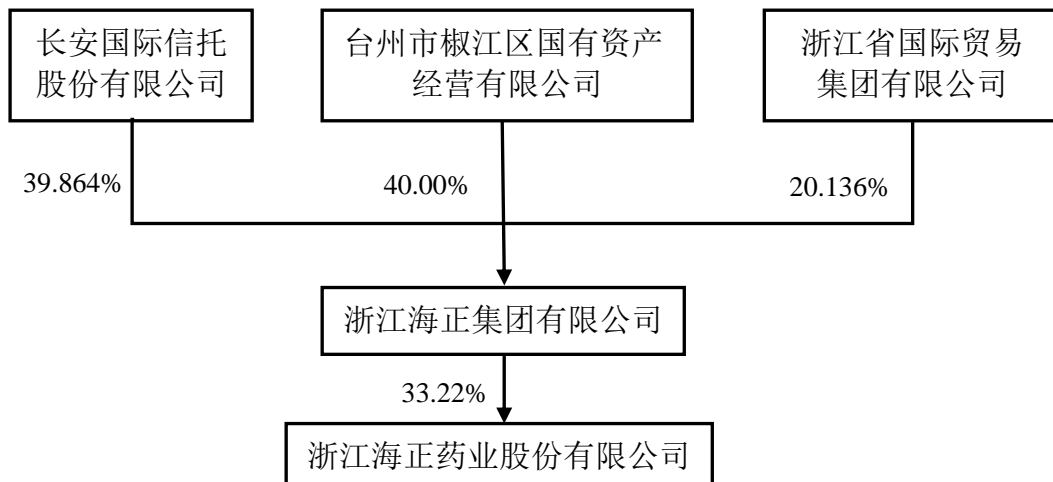 长安国际信托
股份有限公司
台州市椒江区国有资产
经营有限公司
浙江省国际贸易
集团有限公司
39.864%
40.00%
20.136%
浙江海正集团有限公司
33.22%
浙江海正药业股份有限公司